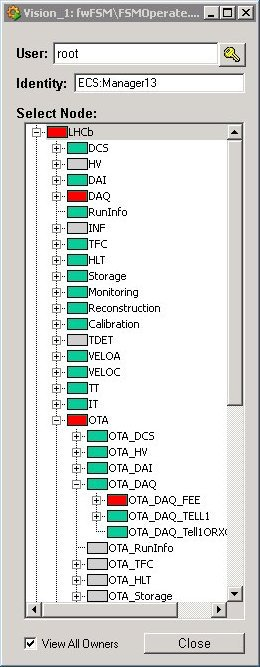 Vision_1: fwFSM\FSMOperate....
User: root
Identity: ECS:Manager13
Select Node:
LHCb
DCS
HV
DAI
DAQ
RunInfo
INF
TFC
HLT
Storage
Monitoring
Reconstruction
Calibration
TDET
VELOA
VELOC
TT
IT
OTA
OTA_DCS
OTA_HV
OTA_DAI
OTA_DAQ
OTA_DAQ_FEE
OTA_DAQ_TELL1
OTA_DAQ_Tell1ORX
OTA_RunInfo
OTA_TFC
OTA_HLT
OTA_Storage
View All Owners
Close